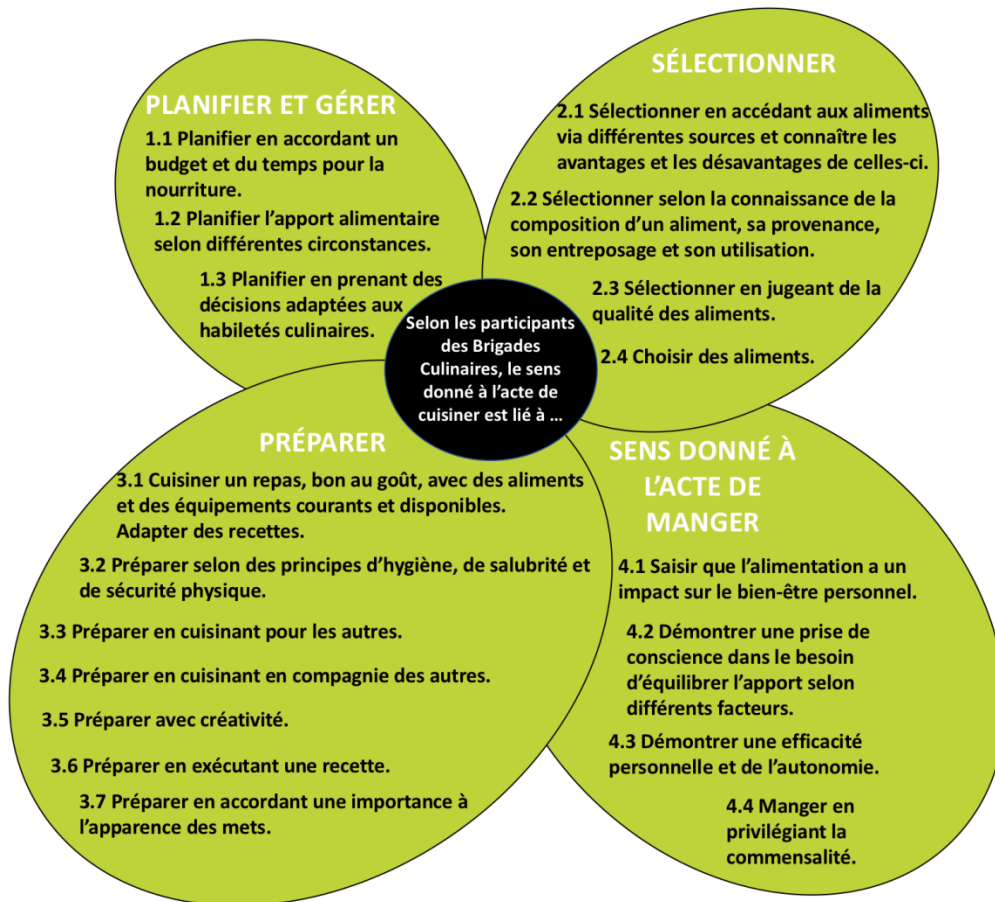 PLANIFIER ET GÉRER
1.1 Planifier en accordant un
budget et du temps pour la
nourriture.
1.2 Planifier l’apport alimentaire
selon différentes circonstances.
1.3 Planifier en prenant des
décisions adaptées aux
habiletés culinaires.
SÉLECTIONNER
2.1 Sélectionner en accédant aux aliments
via différentes sources et connaître les
avantages et les désavantages de celles-ci.
2.2 Sélectionner selon la connaissance de la
composition d’un aliment, sa provenance,
son entreposage et son utilisation.
2.3 Sélectionner en jugeant de la
qualité des aliments.
2.4 Choisir des aliments.
Selon les participants
des Brigades
Culinaires, le sens
donné à l’acte de
cuisiner est lié à ...
PRÉPARER
3.1 Cuisiner un repas, bon au goût, avec des aliments
et des équipements courants et disponibles.
Adapter des recettes.
3.2 Préparer selon des principes d’hygiène, de salubrité et
de sécurité physique.
3.3 Préparer en cuisinant pour les autres.
3.4 Préparer en cuisinant en compagnie des autres.
3.5 Préparer avec créativité.
3.6 Préparer en exécutant une recette.
3.7 Préparer en accordant une importance à
l’apparence des mets.
SENS DONNÉ À
L’ACTE DE
MANGER
4.1 Saisir que l’alimentation a un
impact sur le bien-être personnel.
4.2 Démontrer une prise de
conscience dans le besoin
d’équilibrer l’apport selon
différents facteurs.
4.3 Démontrer une efficacité
personnelle et de l’autonomie.
4.4 Manger en
privilégiant la
commensalité.